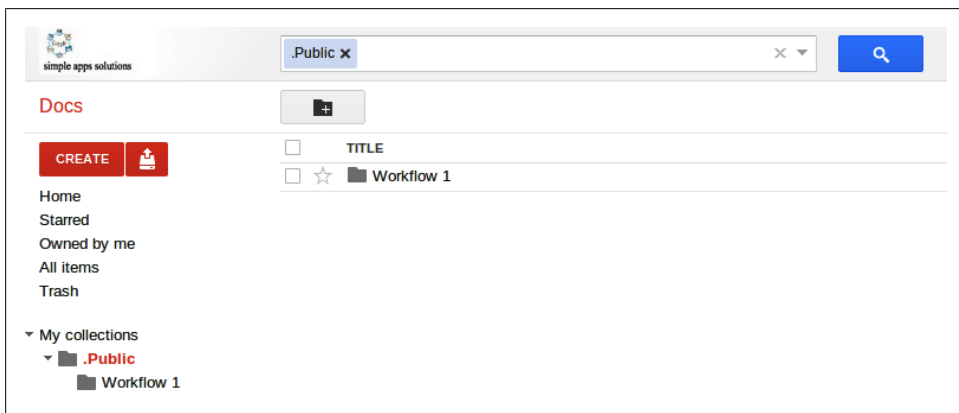 simple apps solutions
.Public
Docs
TITLE
CREATE
Workflow 1
Home
Starred
Owned by me
All items
Trash
My collections
.Public
Workflow 1